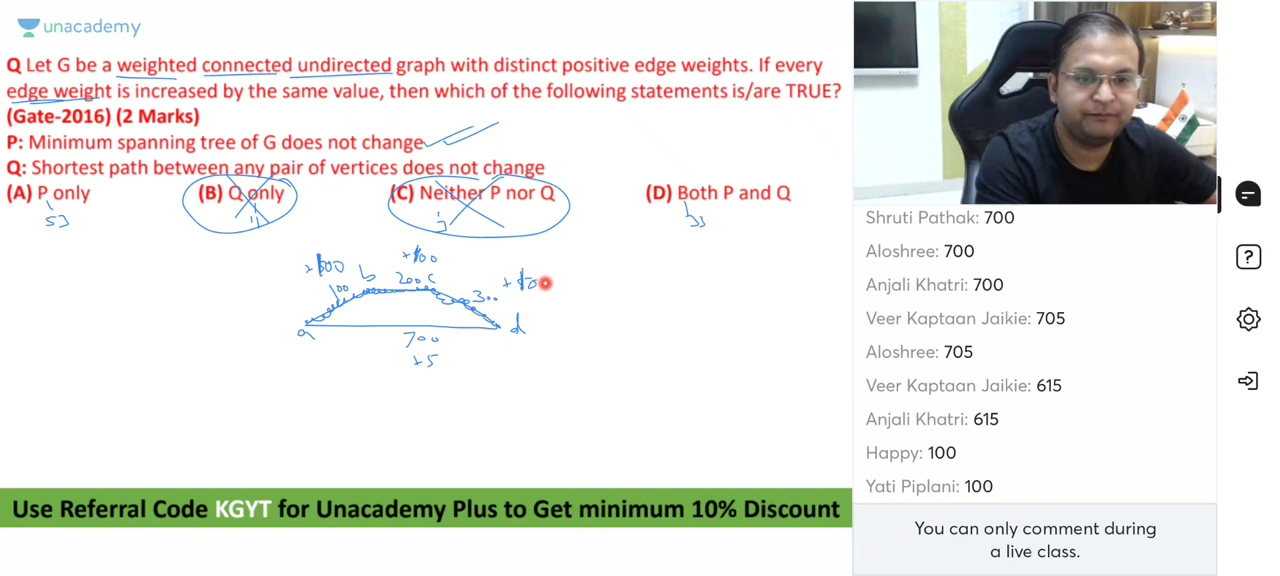 unacademy
Q Let G be a weighted connected undirected graph with distinct positive edge weights. If every
edge weight is increased by the same value, then which of the following statements is/are TRUE?
(Gate-2016) (2 Marks)
P: Minimum spanning tree of G does not change
Q: Shortest path between any pair of vertices does not change
(A) P only (B) Q only (C) Neither P nor Q (D) Both P and Q
b 200 c
100
300
a d
700
+5
Use Referral Code KGYT for Unacademy Plus to Get minimum 10% Discount
Shruti Pathak: 700
Aloshree: 700
Anjali Khatri: 700
Veer Kaptaan Jaikie: 705
Aloshree: 705
Veer Kaptaan Jaikie: 615
Anjali Khatri: 615
Happy: 100
Yati Piplani: 100
You can only comment during
a live class.